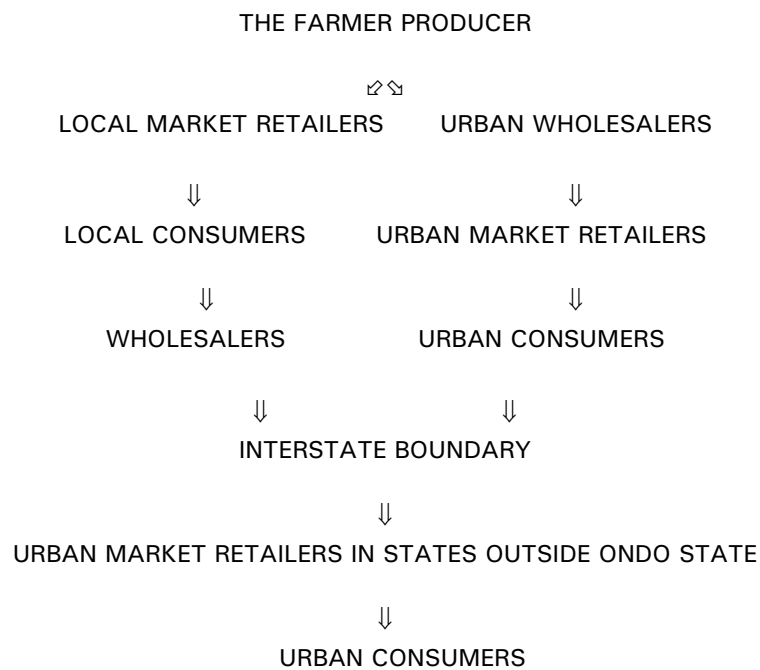 THE FARMER PRODUCER
⬃⬂
LOCAL MARKET RETAILERS URBAN WHOLESALERS
⇓ ⇓
LOCAL CONSUMERS URBAN MARKET RETAILERS
⇓ ⇓
WHOLESALERS URBAN CONSUMERS
⇓ ⇓
INTERSTATE BOUNDARY
⇓
URBAN MARKET RETAILERS IN STATES OUTSIDE ONDO STATE
⇓
URBAN CONSUMERS